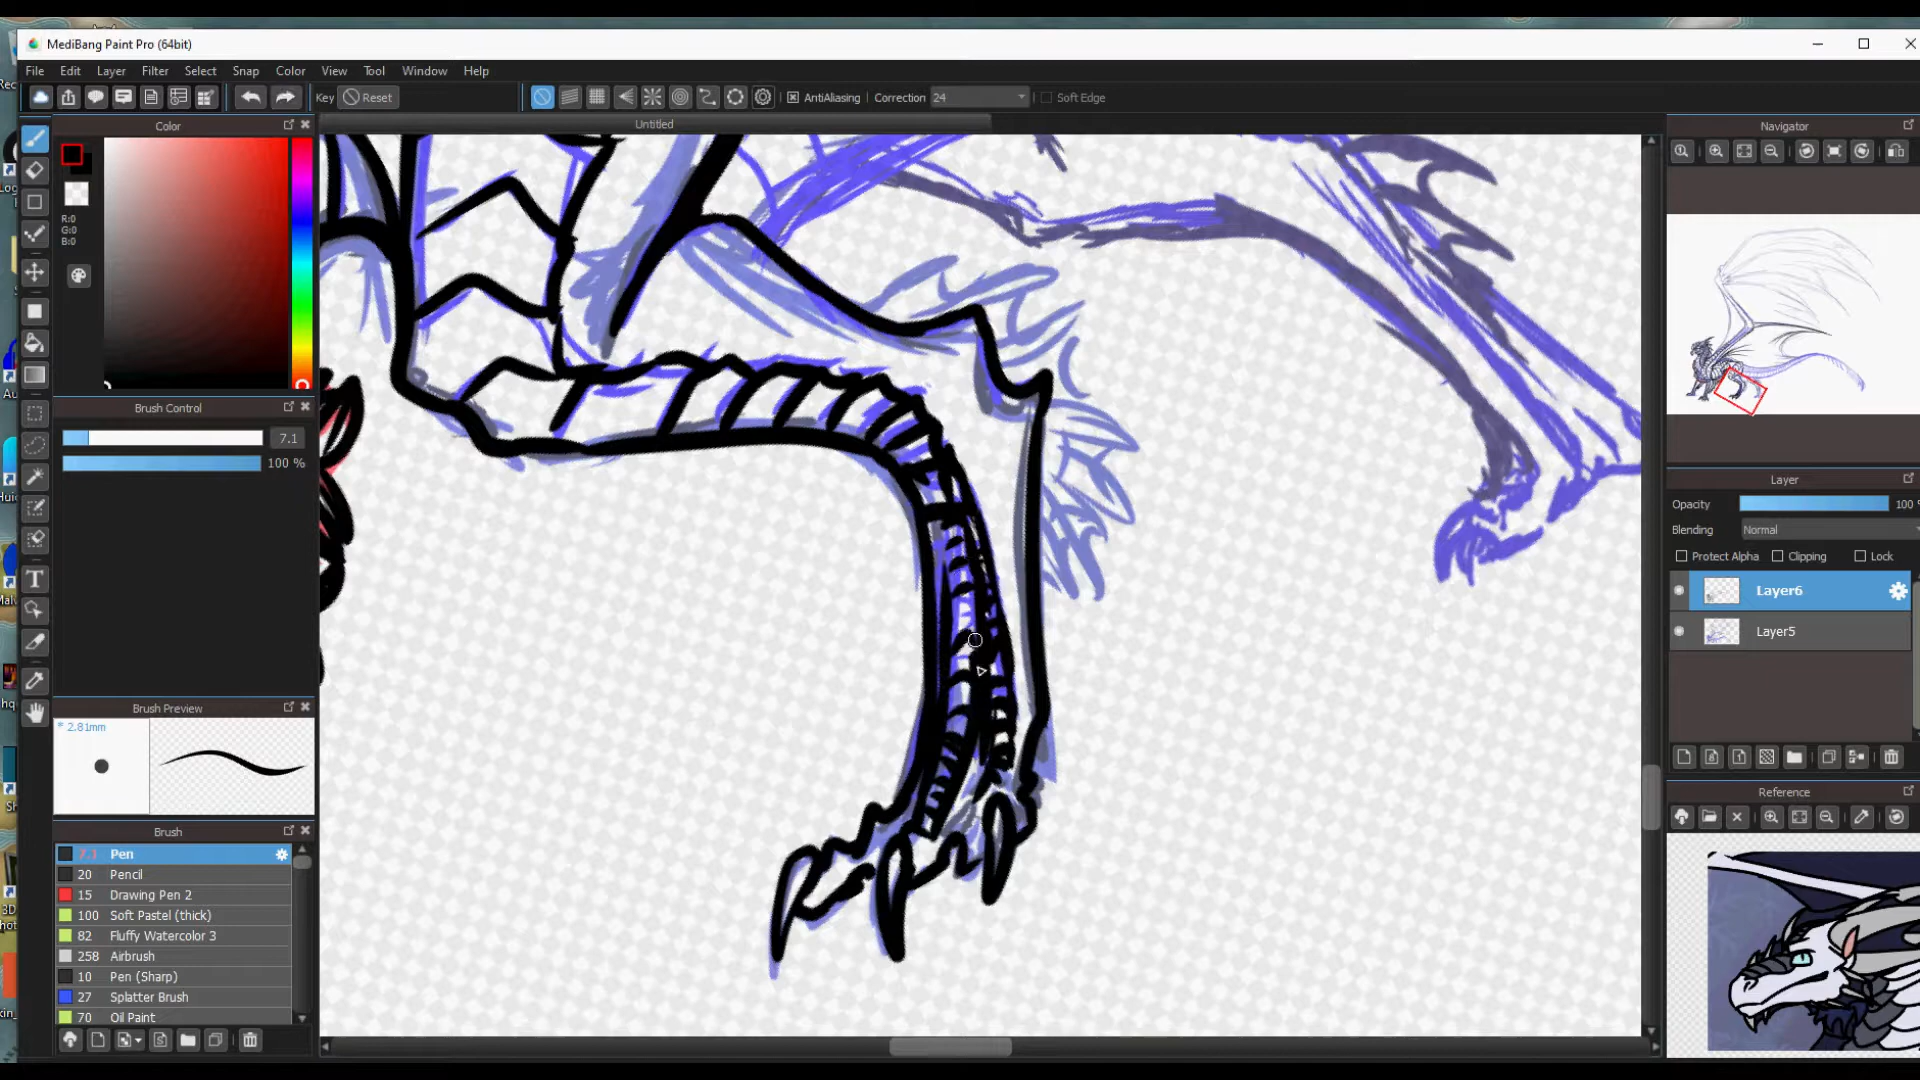 MediBang Paint Pro (64bit)
File Edit Layer Filter Select Snap Color View Tool Window Help
Key Reset AntiAliasing Correction 24 Soft Edge
Color
Untitled
Navigator
R:0
G:0
B:0
Brush Control
7.1
100 %
Layer
Opacity 100 %
Blending Normal
Protect Alpha Clipping Lock
Layer6
Layer5
Brush Preview
* 2.81mm
Reference
Brush
7.1 Pen
20 Pencil
15 Drawing Pen 2
100 Soft Pastel (thick)
82 Fluffy Watercolor 3
258 Airbrush
10 Pen (Sharp)
27 Splatter Brush
70 Oil Paint